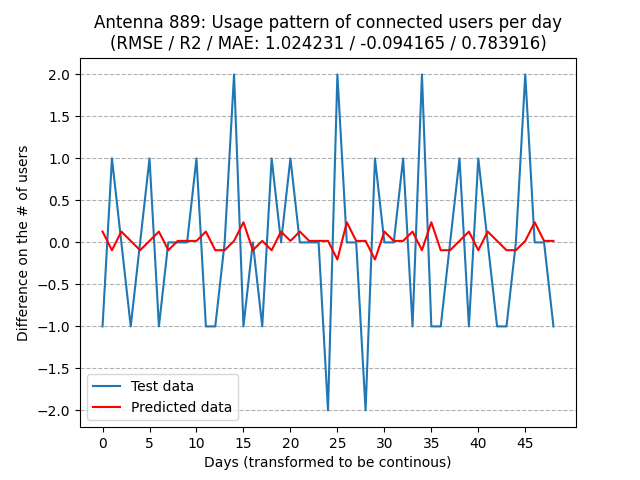 Antenna 889: Usage pattern of connected users per day
(RMSE / R2 / MAE: 1.024231 / -0.094165 / 0.783916)
Difference on the # of users
2.0
1.5
1.0
0.5
0.0
−0.5
−1.0
−1.5
−2.0
Test data
Predicted data
0 5 10 15 20 25 30 35 40 45
Days (transformed to be continous)